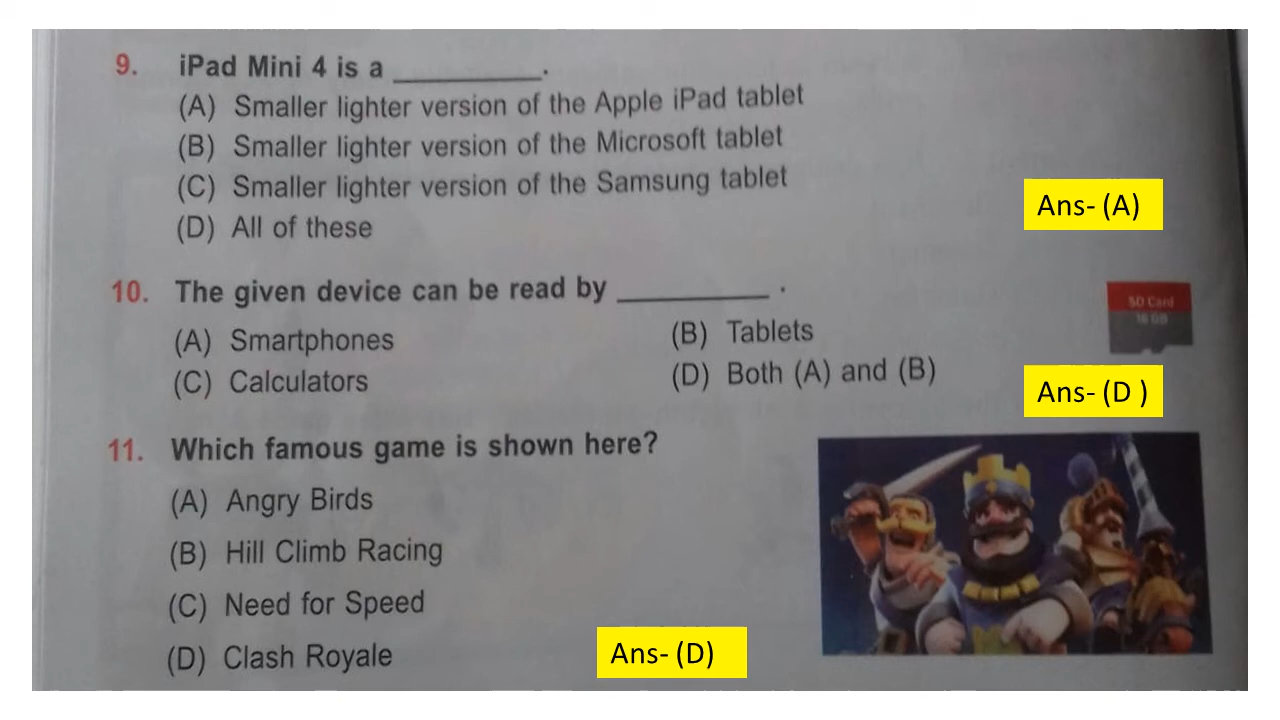 9. iPad Mini 4 is a __________.
(A) Smaller lighter version of the Apple iPad tablet
(B) Smaller lighter version of the Microsoft tablet
(C) Smaller lighter version of the Samsung tablet
(D) All of these
Ans- (A)
10. The given device can be read by __________ .
(A) Smartphones (B) Tablets
(C) Calculators (D) Both (A) and (B)
SD Card
16 GB
Ans- (D )
11. Which famous game is shown here?
(A) Angry Birds
(B) Hill Climb Racing
(C) Need for Speed
(D) Clash Royale
Ans- (D)